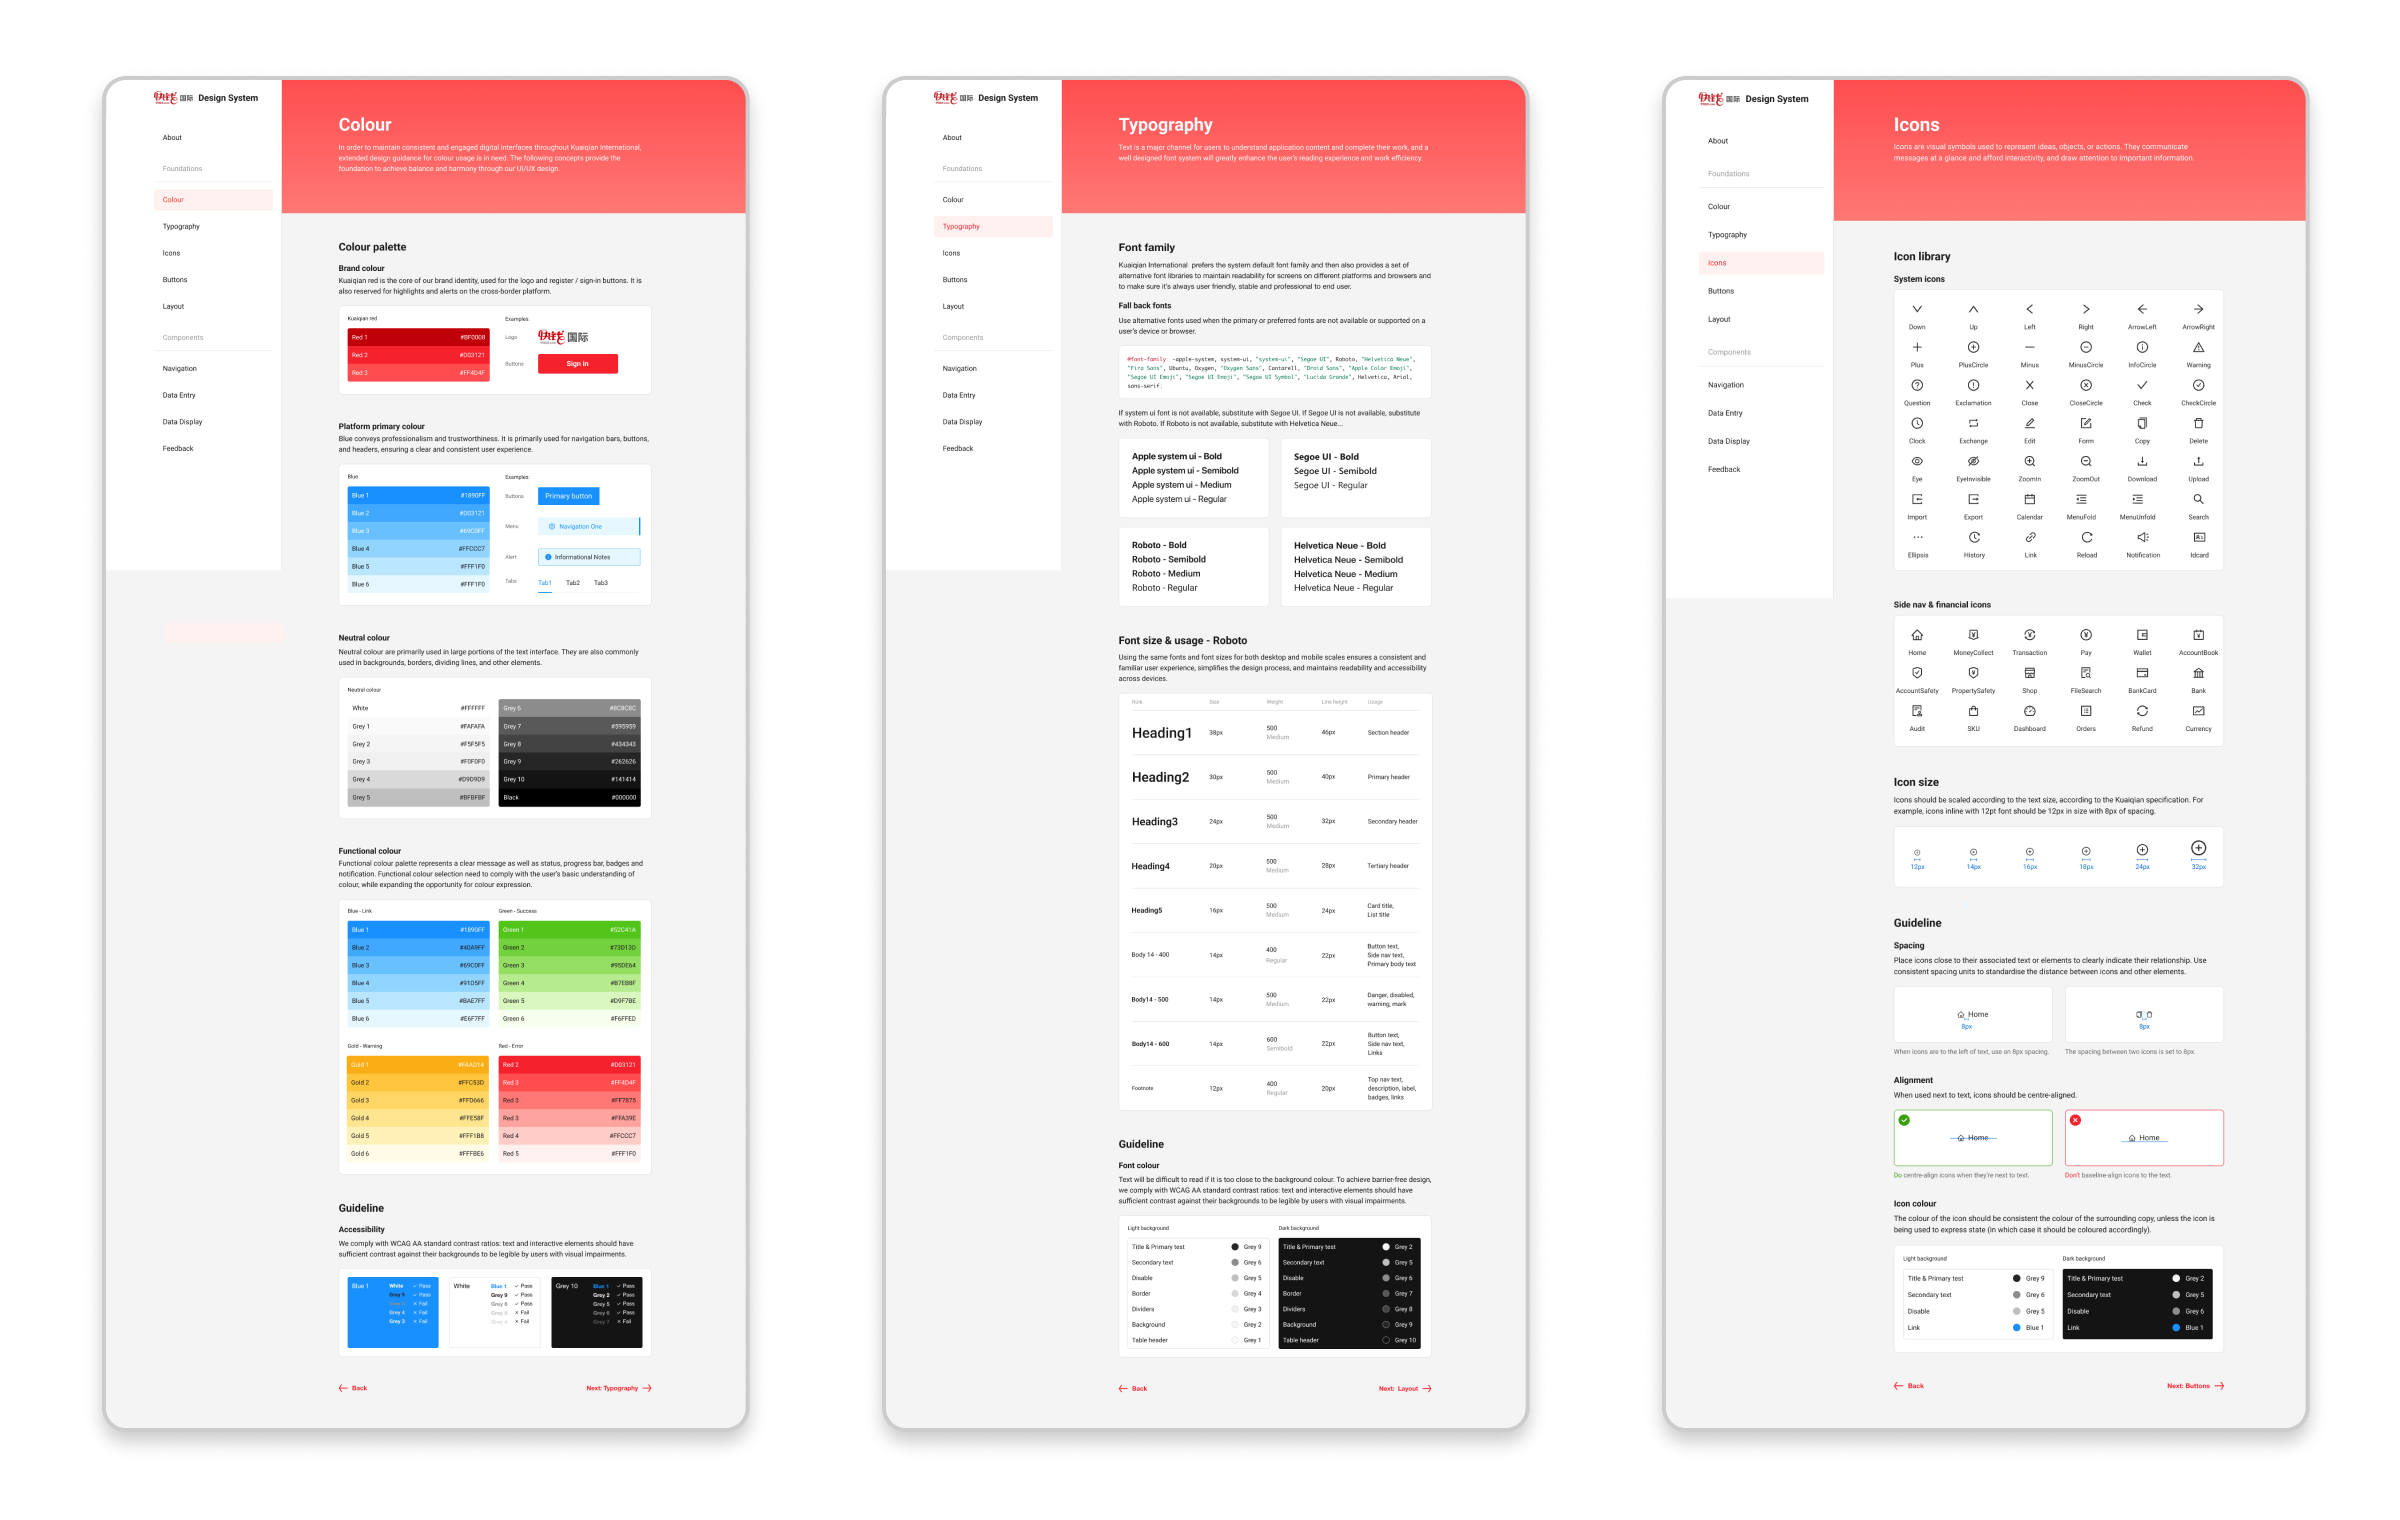 快钱 国际 Design System
About
Foundations
Colour
Typography
Icons
Buttons
Layout
Components
Navigation
Data Entry
Data Display
Feedback
Colour
In order to maintain consistent and engaged digital interfaces throughout Kuaiqian International,
extended design guidance for colour usage is in need. The following concepts provide the
foundation to achieve balance and harmony through our UI/UX design.
Colour palette
Brand colour
Kuaiqian red is the core of our brand identity, used for the logo and register / sign-in buttons. It is
also reserved for highlights and alerts on the cross-border platform.
Kuaiqian red
Red 1 #BF0008
Red 2 #D03121
Red 3 #FF4D4F
Examples:
Logo 快钱 国际
Buttons Sign in
Platform primary colour
Blue conveys professionalism and trustworthiness. It is primarily used for navigation bars, buttons,
and headers, ensuring a clear and consistent user experience.
Blue
Blue 1 #1890FF
Blue 2 #D03121
Blue 3 #69C0FF
Blue 4 #FFCCC7
Blue 5 #FFF1F0
Blue 6 #FFF1F0
Examples:
Buttons Primary button
Menu Navigation One
Alert Informational Notes
Tabs Tab1 Tab2 Tab3
Neutral colour
Neutral colour are primarily used in large portions of the text interface. They are also commonly
used in backgrounds, borders, dividing lines, and other elements.
Neutral colour
White #FFFFFF
Grey 1 #FAFAFA
Grey 2 #F5F5F5
Grey 3 #F0F0F0
Grey 4 #D9D9D9
Grey 5 #BFBFBF
Grey 6 #8C8C8C
Grey 7 #595959
Grey 8 #434343
Grey 9 #262626
Grey 10 #141414
Black #000000
Functional colour
Functional colour palette represents a clear message as well as status, progress bar, badges and
notification. Functional colour selection need to comply with the user's basic understanding of
colour, while expanding the opportunity for colour expression.
Blue - Link
Blue 1 #1890FF
Blue 2 #40A9FF
Blue 3 #69C0FF
Blue 4 #91D5FF
Blue 5 #BAE7FF
Blue 6 #E6F7FF
Green - Success
Green 1 #52C41A
Green 2 #73D13D
Green 3 #95DE64
Green 4 #B7EB8F
Green 5 #D9F7BE
Green 6 #F6FFED
Gold - Warning
Gold 1 #FAAD14
Gold 2 #FFC53D
Gold 3 #FFD666
Gold 4 #FFE58F
Gold 5 #FFF1B8
Gold 6 #FFFBE6
Red - Error
Red 2 #D03121
Red 3 #FF4D4F
Red 3 #FF7875
Red 3 #FFA39E
Red 4 #FFCCC7
Red 5 #FFF1F0
Guideline
Accessibility
We comply with WCAG AA standard contrast ratios: text and interactive elements should have
sufficient contrast against their backgrounds to be legible by users with visual impairments.
Blue 1 White ✓ Pass
Grey 9 ✓ Pass
✕ Fail
Grey 4 ✕ Fail
Grey 3 ✕ Fail
White Blue 1 ✓ Pass
Grey 9 ✓ Pass
Grey 6 ✓ Pass
Grey 5 ✕ Fail
Grey 4 ✕ Fail
Grey 10 Blue 1 ✓ Pass
Grey 2 ✓ Pass
Grey 5 ✓ Pass
Grey 6 ✓ Pass
Grey 7 ✕ Fail
Back
Next: Typography
快钱 国际 Design System
About
Foundations
Colour
Typography
Icons
Buttons
Layout
Components
Navigation
Data Entry
Data Display
Feedback
Typography
Text is a major channel for users to understand application content and complete their work, and a
well designed font system will greatly enhance the user's reading experience and work efficiency.
Font family
Kuaiqian International prefers the system default font family and then also provides a set of
alternative font libraries to maintain readability for screens on different platforms and browsers and
to make sure it's always user friendly, stable and professional to end user.
Fall back fonts
Use alternative fonts used when the primary or preferred fonts are not available or supported on a
user's device or browser.
@font-family: -apple-system, system-ui, "system-ui", "Segoe UI", Roboto, "Helvetica Neue",
"Fira Sans", Ubuntu, Oxygen, "Oxygen Sans", Cantarell, "Droid Sans", "Apple Color Emoji",
"Segoe UI Emoji", "Segoe UI Emoji", "Segoe UI Symbol", "Lucida Grande", Helvetica, Arial,
sans-serif;
If system ui font is not available, substitute with Segoe UI. If Segoe UI is not available, substitute
with Roboto. If Roboto is not available, substitute with Helvetica Neue...
Apple system ui - Bold
Apple system ui - Semibold
Apple system ui - Medium
Apple system ui - Regular
Segoe UI - Bold
Segoe UI - Semibold
Segoe UI - Regular
Roboto - Bold
Roboto - Semibold
Roboto - Medium
Roboto - Regular
Helvetica Neue - Bold
Helvetica Neue - Semibold
Helvetica Neue - Medium
Helvetica Neue - Regular
Font size & usage - Roboto
Using the same fonts and font sizes for both desktop and mobile scales ensures a consistent and
familiar user experience, simplifies the design process, and maintains readability and accessibility
across devices.
Role Size Weight Line height Usage
Heading1 38px 500 Medium 46px Section header
Heading2 30px 500 Medium 40px Primary header
Heading3 24px 500 Medium 32px Secondary header
Heading4 20px 500 Medium 28px Tertiary header
Heading5 16px 500 Medium 24px Card title, List title
Body 14 - 400 14px 400 Regular 22px Button text, Side nav text, Primary body text
Body14 - 500 14px 500 Medium 22px Danger, disabled, warning, mark
Body14 - 600 14px 600 Semibold 22px Button text, Side nav text, Links
Footnote 12px 400 Regular 20px Top nav text, description, label, badges, links
Guideline
Font colour
Text will be difficult to read if it is too close to the background colour. To achieve barrier-free design,
we comply with WCAG AA standard contrast ratios: text and interactive elements should have
sufficient contrast against their backgrounds to be legible by users with visual impairments.
Light background
Title & Primary test Grey 9
Secondary text Grey 6
Disable Grey 5
Border Grey 4
Dividers Grey 3
Background Grey 2
Table header Grey 1
Dark background
Title & Primary test Grey 2
Secondary text Grey 5
Disable Grey 6
Border Grey 7
Dividers Grey 8
Background Grey 9
Table header Grey 10
Back
Next: Layout
快钱 国际 Design System
About
Foundations
Colour
Typography
Icons
Buttons
Layout
Components
Navigation
Data Entry
Data Display
Feedback
Icons
Icons are visual symbols used to represent ideas, objects, or actions. They communicate
messages at a glance and afford interactivity, and draw attention to important information.
Icon library
System icons
Down Up Left Right ArrowLeft ArrowRight
Plus PlusCircle Minus MinusCircle InfoCircle Warning
Question Exclamation Close CloseCircle Check CheckCircle
Clock Exchange Edit Form Copy Delete
Eye EyeInvisible ZoomIn ZoomOut Download Upload
Import Export Calendar MenuFold MenuUnfold Search
Ellipsis History Link Reload Notification Idcard
Side nav & financial icons
Home MoneyCollect Transaction Pay Wallet AccountBook
AccountSafety PropertySafety Shop FileSearch BankCard Bank
Audit SKU Dashboard Orders Refund Currency
Icon size
Icons should be scaled according to the text size, according to the Kuaiqian specification. For
example, icons inline with 12pt font should be 12px in size with 8px of spacing.
12px 14px 16px 18px 24px 32px
Guideline
Spacing
Place icons close to their associated text or elements to clearly indicate their relationship. Use
consistent spacing units to standardise the distance between icons and other elements.
Home
8px
8px
When icons are to the left of text, use an 8px spacing.
The spacing between two icons is set to 8px.
Alignment
When used next to text, icons should be centre-aligned.
Home
Home
Do centre-align icons when they're next to text.
Don't baseline-align icons to the text.
Icon colour
The colour of the icon should be consistent the colour of the surrounding copy, unless the icon is
being used to express state (in which case it should be coloured accordingly).
Light background
Title & Primary test Grey 9
Secondary text Grey 6
Disable Grey 5
Link Blue 1
Dark background
Title & Primary test Grey 2
Secondary text Grey 5
Disable Grey 6
Link Blue 1
Back
Next: Buttons